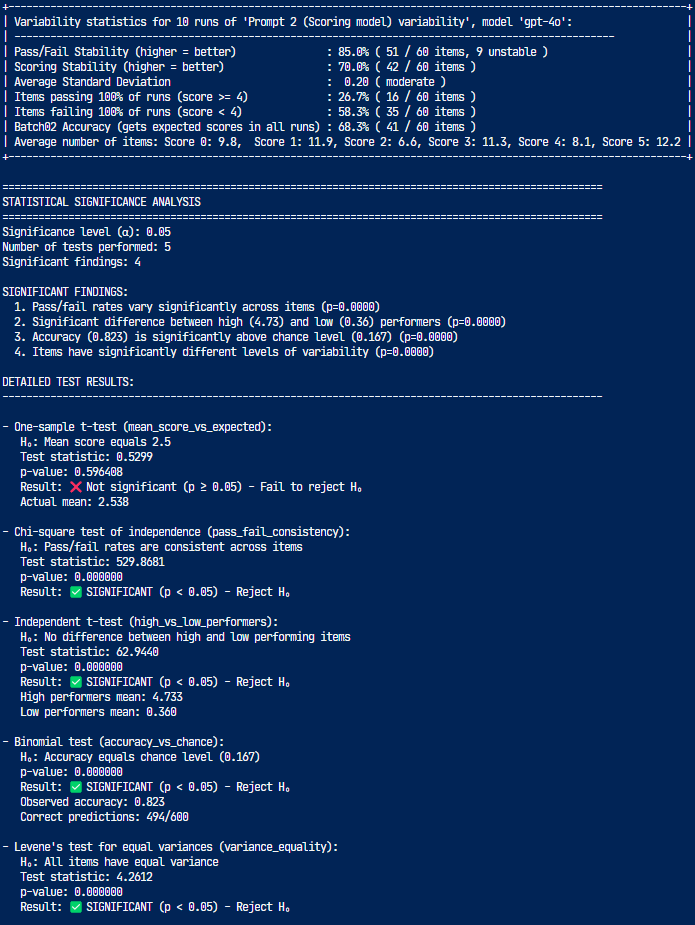 +-----------------------------------------------------------------------------------------------------------------+
| Variability statistics for 10 runs of 'Prompt 2 (Scoring model) variability', model 'gpt-4o':
| ----------------------------------------------------------------------------------------------------
| Pass/Fail Stability (higher = better) : 85.0% ( 51 / 60 items, 9 unstable ) |
| Scoring Stability (higher = better) : 70.0% ( 42 / 60 items ) |
| Average Standard Deviation : 0.20 ( moderate ) |
| Items passing 100% of runs (score >= 4) : 26.7% ( 16 / 60 items ) |
| Items failing 100% of runs (score < 4) : 58.3% ( 35 / 60 items ) |
| Batch02 Accuracy (gets expected scores in all runs) : 68.3% ( 41 / 60 items ) |
| Average number of items: Score 0: 9.8, Score 1: 11.9, Score 2: 6.6, Score 3: 11.3, Score 4: 8.1, Score 5: 12.2 |
+-----------------------------------------------------------------------------------------------------------------+
====================================================================================================
STATISTICAL SIGNIFICANCE ANALYSIS
====================================================================================================
Significance level (α): 0.05
Number of tests performed: 5
Significant findings: 4
SIGNIFICANT FINDINGS:
1. Pass/fail rates vary significantly across items (p=0.0000)
2. Significant difference between high (4.73) and low (0.36) performers (p=0.0000)
3. Accuracy (0.823) is significantly above chance level (0.167) (p=0.0000)
4. Items have significantly different levels of variability (p=0.0000)
DETAILED TEST RESULTS:
----------------------------------------------------------------------------------------------------
- One-sample t-test (mean_score_vs_expected):
H₀: Mean score equals 2.5
Test statistic: 0.5299
p-value: 0.596408
Result: ❌ Not significant (p ≥ 0.05) - Fail to reject H₀
Actual mean: 2.538
- Chi-square test of independence (pass_fail_consistency):
H₀: Pass/fail rates are consistent across items
Test statistic: 529.8681
p-value: 0.000000
Result: ✅ SIGNIFICANT (p < 0.05) - Reject H₀
- Independent t-test (high_vs_low_performers):
H₀: No difference between high and low performing items
Test statistic: 62.9440
p-value: 0.000000
Result: ✅ SIGNIFICANT (p < 0.05) - Reject H₀
High performers mean: 4.733
Low performers mean: 0.360
- Binomial test (accuracy_vs_chance):
H₀: Accuracy equals chance level (0.167)
p-value: 0.000000
Result: ✅ SIGNIFICANT (p < 0.05) - Reject H₀
Observed accuracy: 0.823
Correct predictions: 494/600
- Levene's test for equal variances (variance_equality):
H₀: All items have equal variance
Test statistic: 4.2612
p-value: 0.000000
Result: ✅ SIGNIFICANT (p < 0.05) - Reject H₀